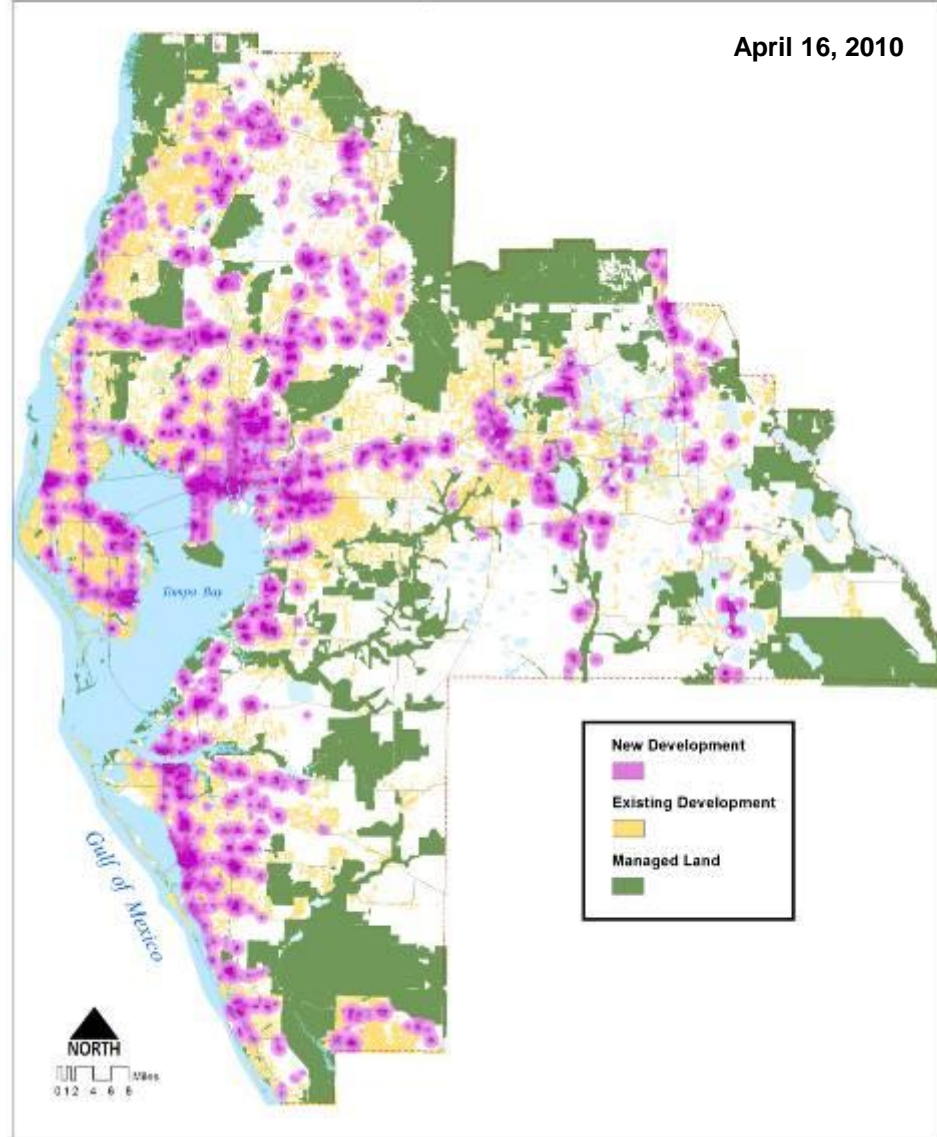 April 16, 2010
Tampa Bay
New Development
Existing Development
Managed Land
Gulf of Mexico
NORTH
Miles
0 1 2 4 6 8